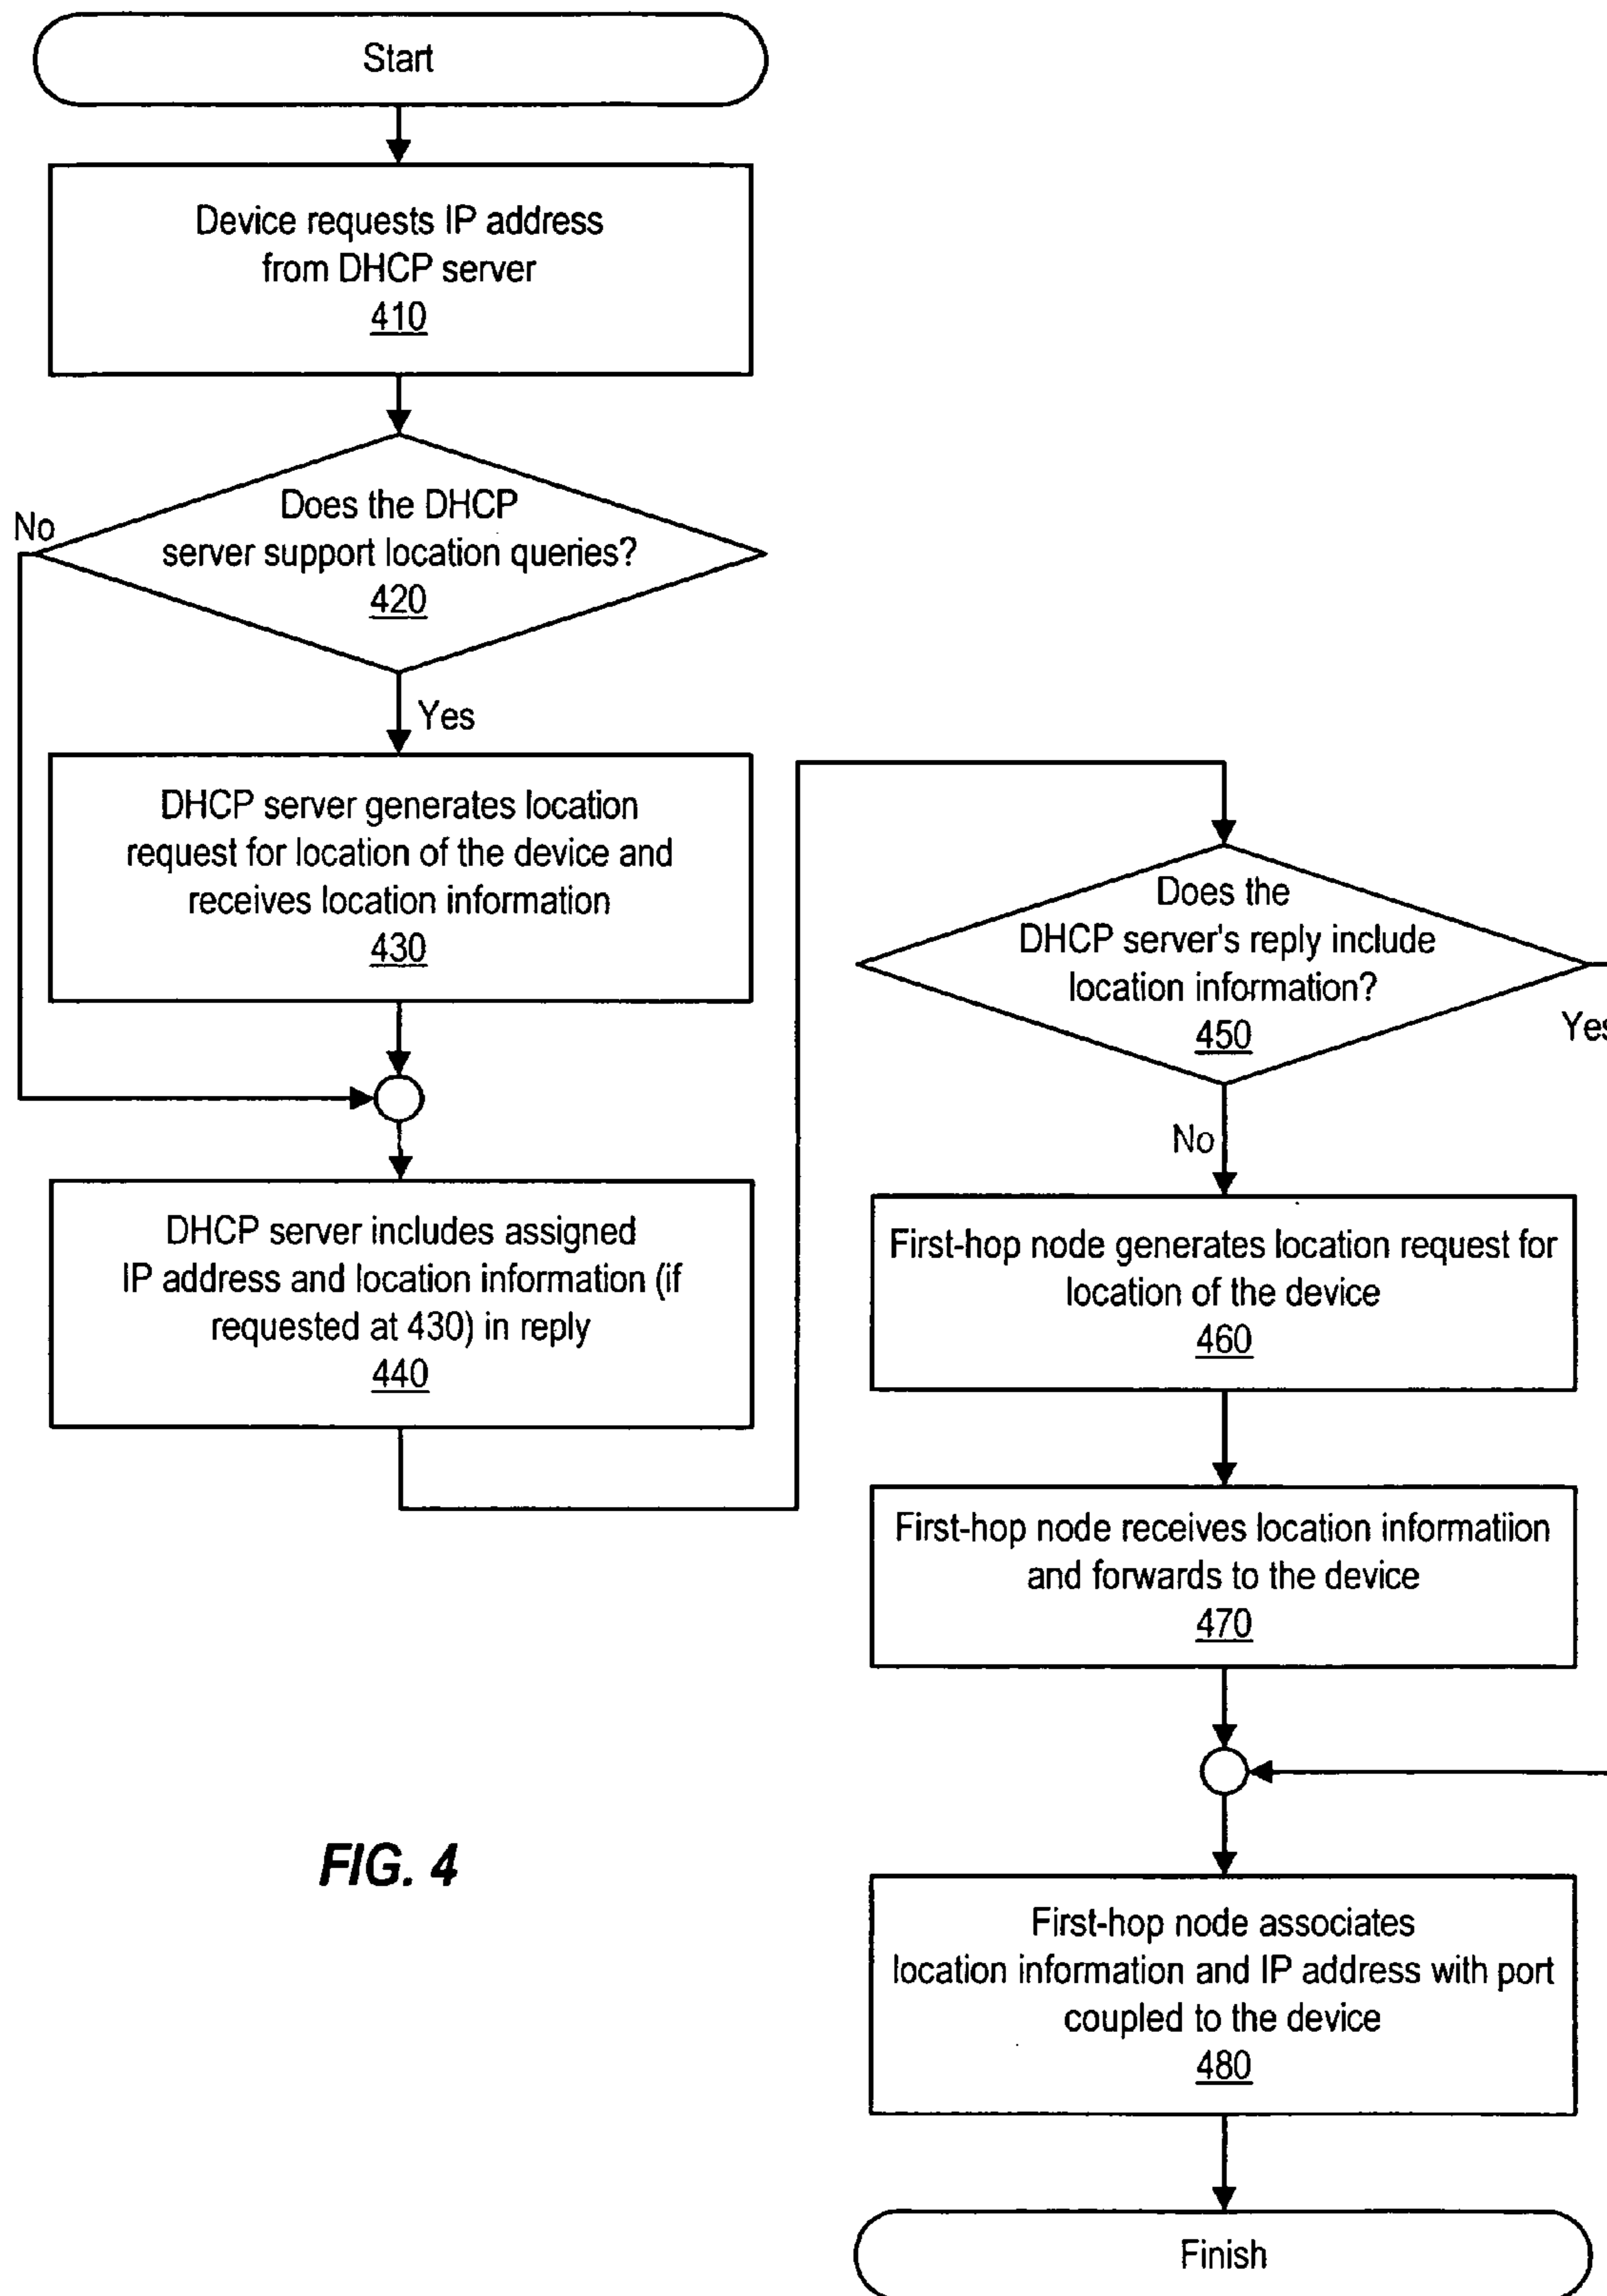 Start
Device requests IP address
from DHCP server
410
Does the DHCP
server support location queries?
420
No
Yes
DHCP server generates location
request for location of the device and
receives location information
430
DHCP server includes assigned
IP address and location information (if
requested at 430) in reply
440
Does the
DHCP server's reply include
location information?
450
Yes
No
First-hop node generates location request for
location of the device
460
First-hop node receives location informatiion
and forwards to the device
470
First-hop node associates
location information and IP address with port
coupled to the device
480
Finish
FIG. 4